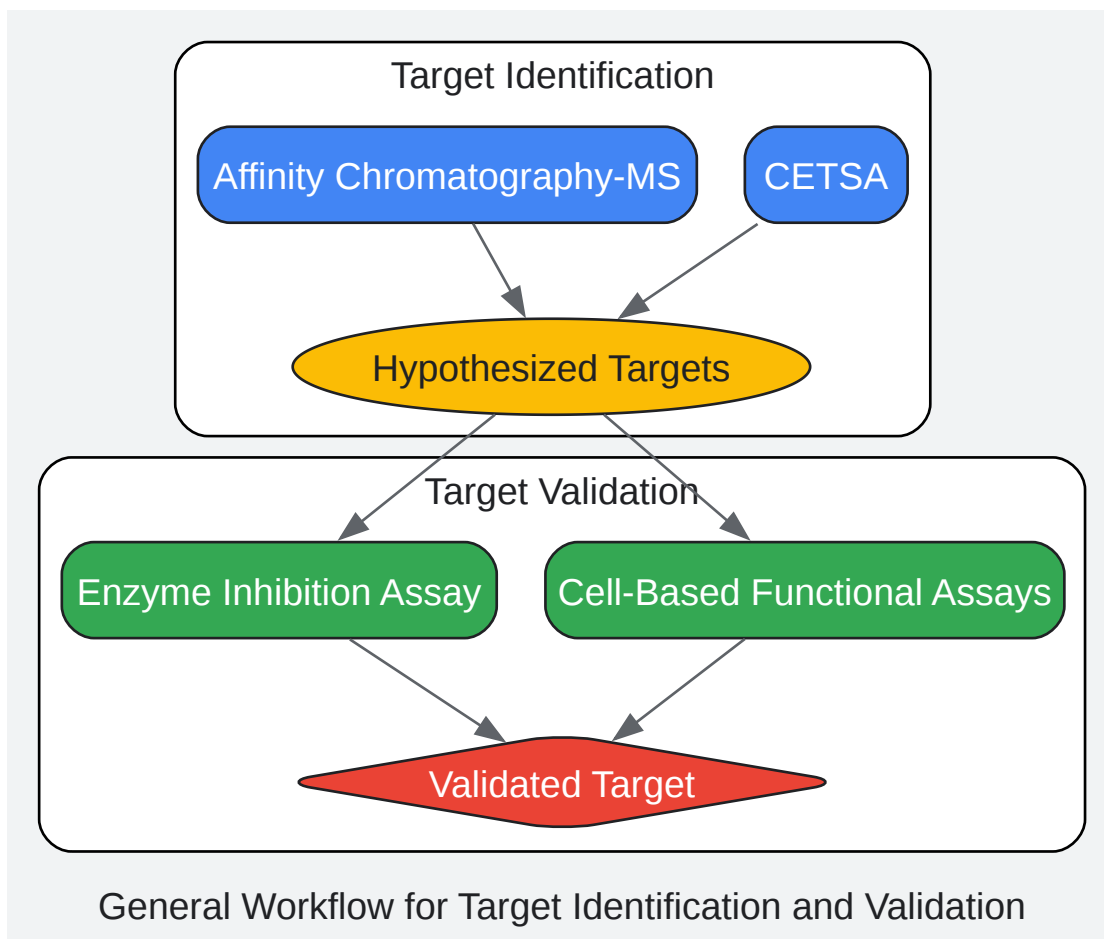 Target Identification
Affinity Chromatography-MS
CETSA
Hypothesized Targets
Target Validation
Enzyme Inhibition Assay
Cell-Based Functional Assays
Validated Target
General Workflow for Target Identification and Validation